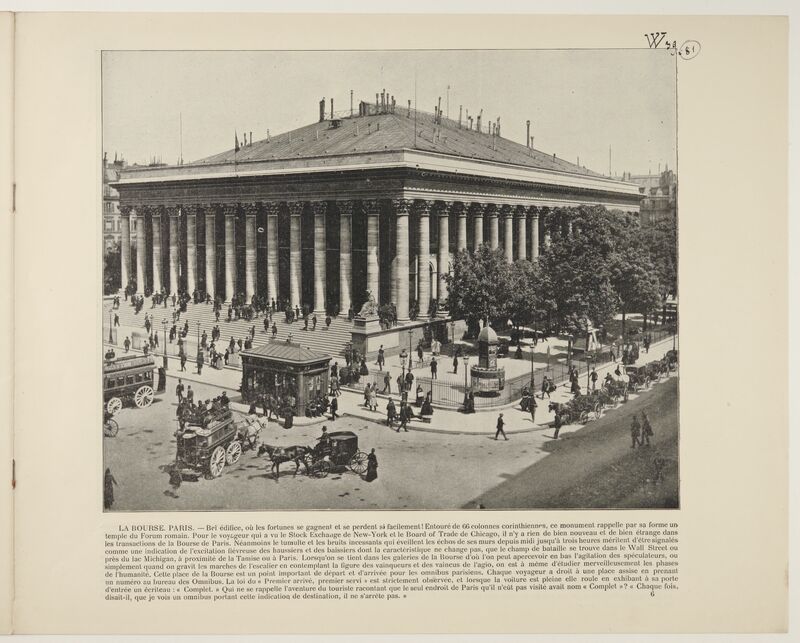 W
39.81
LA BOURSE. PARIS. — Bel édifice, où les fortunes se gagnent et se perdent si facilement! Entouré de 66 colonnes corinthiennes, ce monument rappelle par sa forme un
temple du Forum romain. Pour le voyageur qui a vu le Stock Exchange de New-York et le Board of Trade de Chicago, il n'y a rien de bien nouveau et de bien étrange dans
les transactions de la Bourse de Paris. Néanmoins le tumulte et les bruits incessants qui éveillent les échos de ses murs depuis midi jusqu'à trois heures méritent d'être signalés
comme une indication de l'excitation fiévreuse des haussiers et des baissiers dont la caractéristique ne change pas, que le champ de bataille se trouve dans le Wall Street ou
près du lac Michigan, à proximité de la Tamise ou à Paris. Lorsqu'on se tient dans les galeries de la Bourse d'où l'on peut apercevoir en bas l'agitation des spéculateurs, ou
simplement quand on gravit les marches de l'escalier en contemplant la figure des vainqueurs et des vaincus de l'agio, on est à même d'étudier merveilleusement les phases
de l'humanité. Cette place de la Bourse est un point important de départ et d'arrivée pour les omnibus parisiens. Chaque voyageur a droit à une place assise en prenant
un numéro au bureau des Omnibus. La loi du « Premier arrivé, premier servi » est strictement observée, et lorsque la voiture est pleine elle roule en exhibant à sa porte
d'entrée un écriteau : « Complet. » Qui ne se rappelle l'aventure du touriste racontant que le seul endroit de Paris qu'il n'eût pas visité avait nom « Complet »? « Chaque fois,
disait-il, que je vois un omnibus portant cette indication de destination, il ne s'arrête pas. »
6